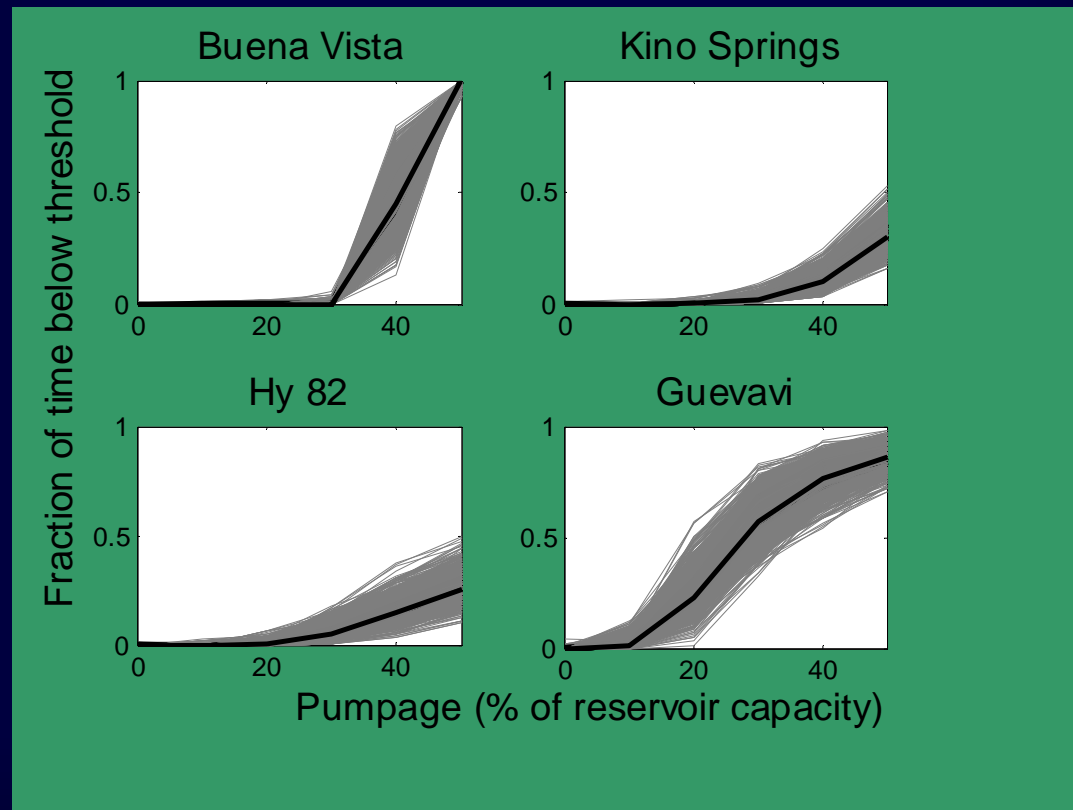 Buena Vista
Kino Springs
Fraction of time below threshold
1
0.5
0
0 20 40
1
0.5
0
0 20 40
Hy 82
Guevavi
1
0.5
0
0 20 40
1
0.5
0
0 20 40
Pumpage (% of reservoir capacity)